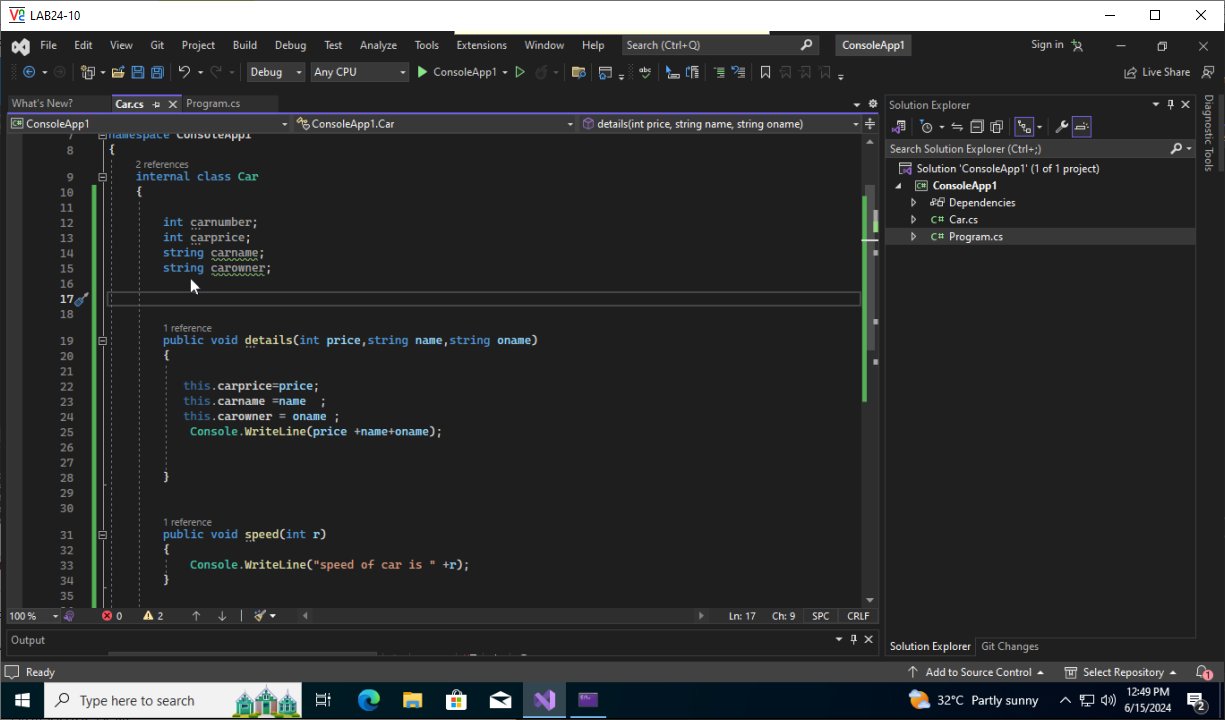 LAB24-10
File Edit View Git Project Build Debug Test Analyze Tools Extensions Window Help Search (Ctrl+Q) ConsoleApp1 Sign in
Debug Any CPU ConsoleApp1 Live Share
What's New? Car.cs Program.cs
ConsoleApp1 ConsoleApp1.Car details(int price, string name, string oname)
7 namespace ConsoleApp1
8 {
2 references
9 internal class Car
10 {
11
12 int carnumber;
13 int carprice;
14 string carname;
15 string carowner;
16
17
18
1 reference
19 public void details(int price,string name,string oname)
20 {
21
22 this.carprice=price;
23 this.carname =name  ;
24 this.carowner = oname ;
25 Console.WriteLine(price +name+oname);
26
27
28 }
29
30
1 reference
31 public void speed(int r)
32 {
33 Console.WriteLine("speed of car is " +r);
34 }
35
100 % 0 2 Ln: 17 Ch: 9 SPC CRLF
Output
Solution Explorer
Search Solution Explorer (Ctrl+;)
Solution 'ConsoleApp1' (1 of 1 project)
ConsoleApp1
Dependencies
C# Car.cs
C# Program.cs
Solution Explorer Git Changes
Diagnostic Tools
Ready Add to Source Control Select Repository 1
Type here to search 32°C Partly sunny 12:49 PM
6/15/2024 2